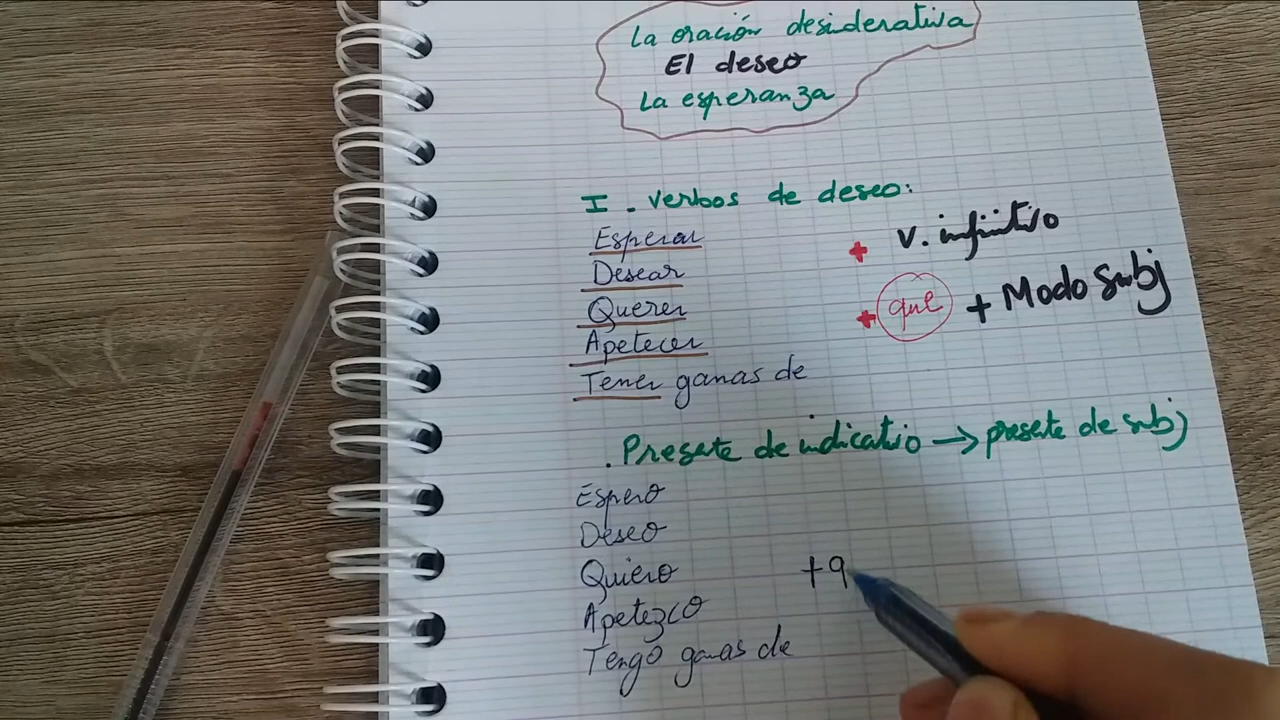 La oración desiderativa
El deseo
La esperanza
I. verbos de deseo:
Esperar
+ V. infinitivo
Desear
Querer
+ que + Modo subj
Apetecer
Tener ganas de
. Presente de indicativo → presente de subj
Espero
Deseo
Quiero
+ q
Apetezco
Tengo ganas de